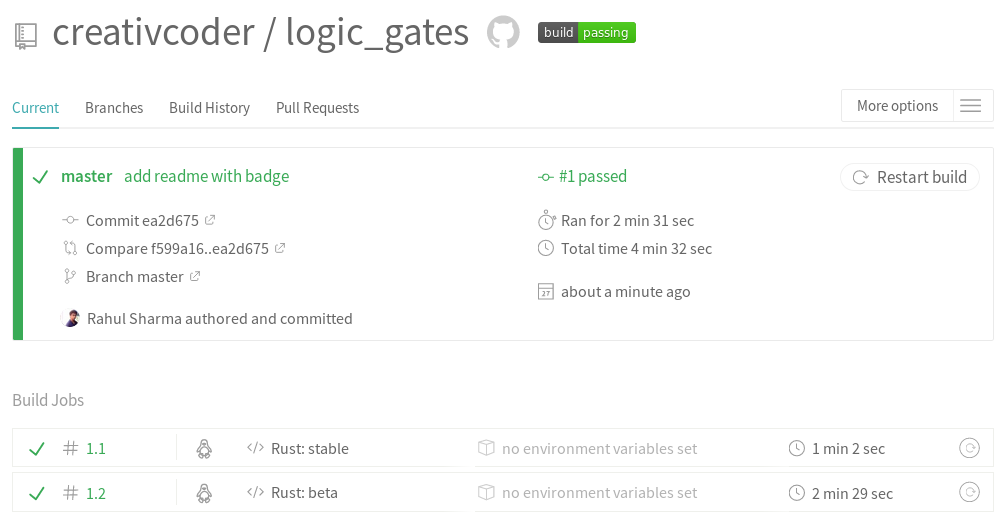 creativcoder / logic_gates build passing
Current Branches Build History Pull Requests More options
master add readme with badge #1 passed Restart build
Commit ea2d675 Ran for 2 min 31 sec
Compare f599a16..ea2d675 Total time 4 min 32 sec
Branch master
27 about a minute ago
Rahul Sharma authored and committed
Build Jobs
# 1.1 </> Rust: stable no environment variables set 1 min 2 sec
# 1.2 </> Rust: beta no environment variables set 2 min 29 sec